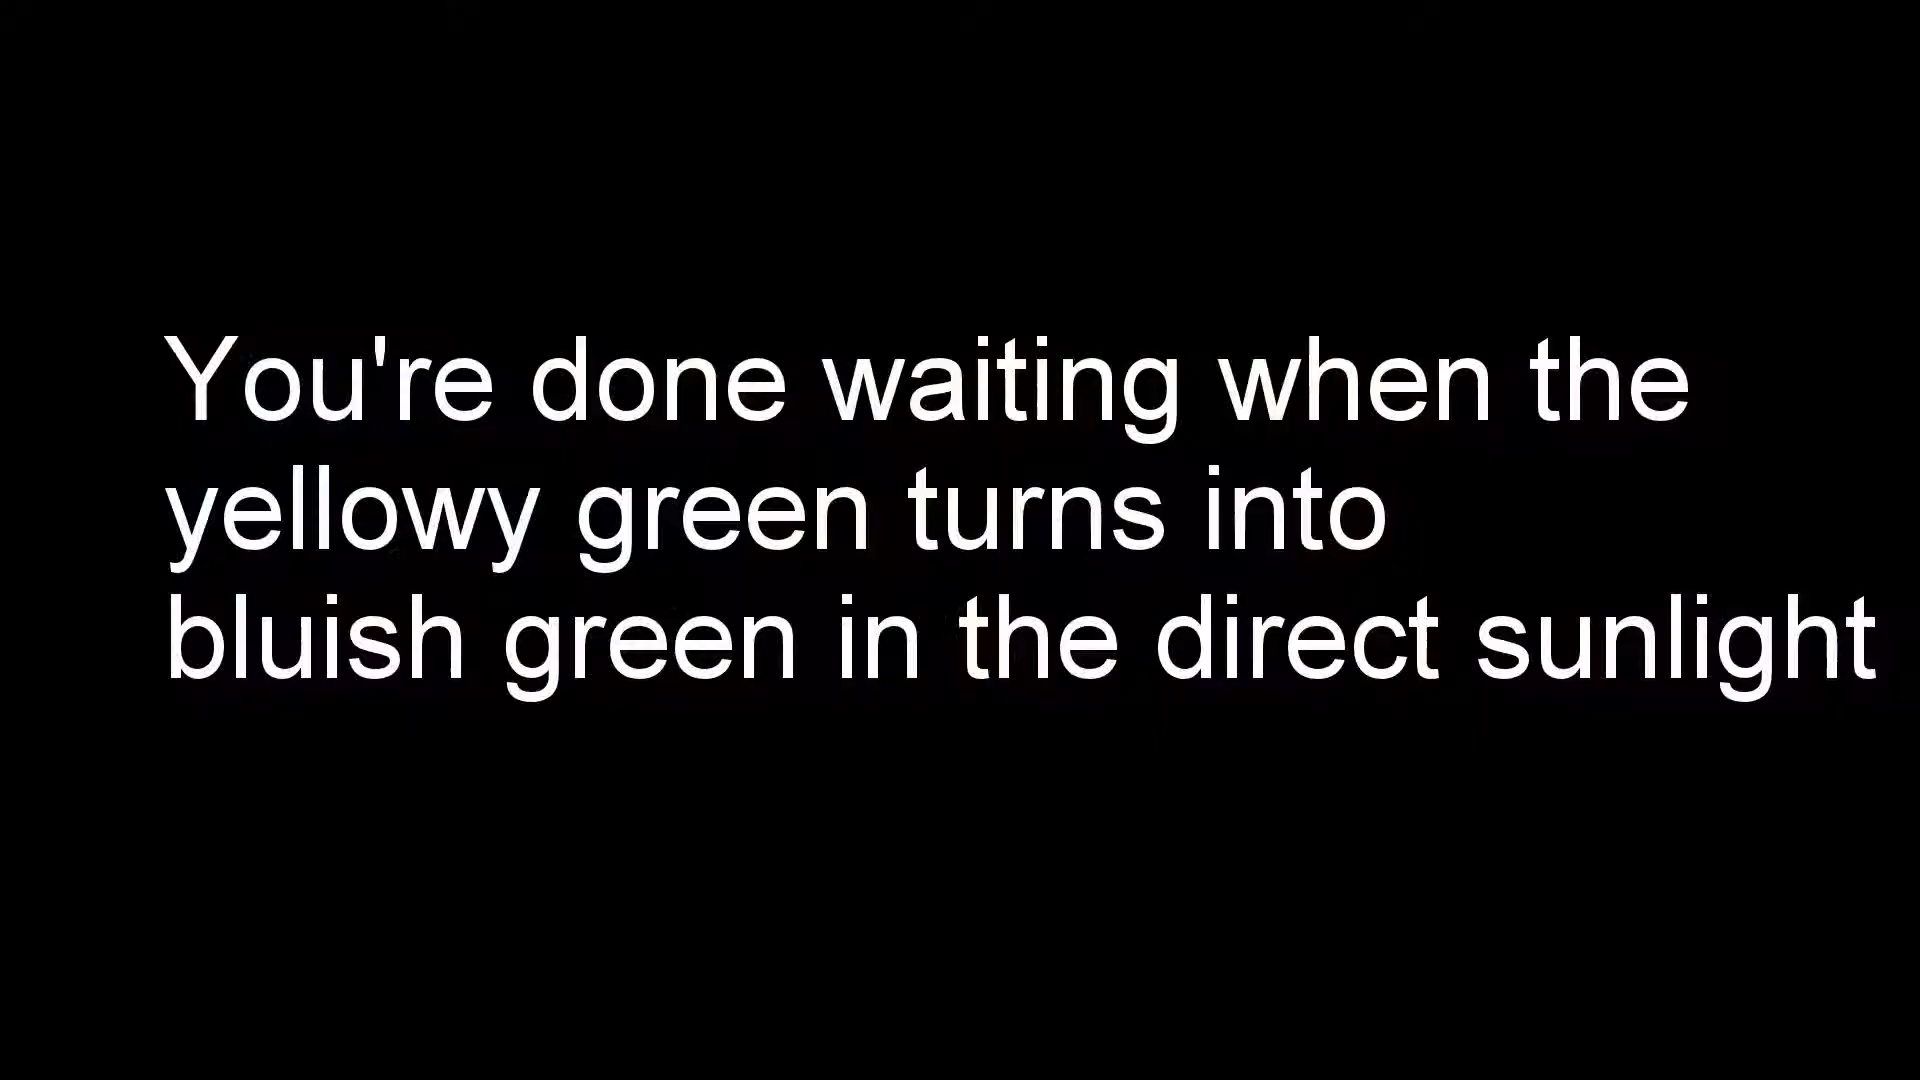 You're done waiting when the
yellowy green turns into
bluish green in the direct sunlight